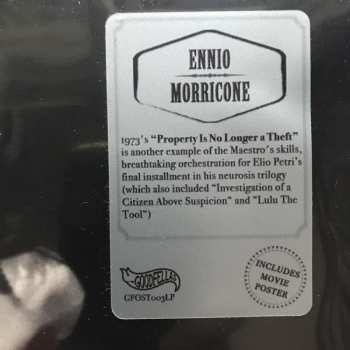 ENNIO
MORRICONE
1973's “Property Is No Longer a Theft”
is another example of the Maestro's skills,
breathtaking orchestration for Elio Petri's
final installment in his neurosis trilogy
(which also included “Investigation of a
Citizen Above Suspicion“ and “Lulu The
Tool”)
GOODFELLAS
GFOST003LP
INCLUDES
MOVIE
POSTER